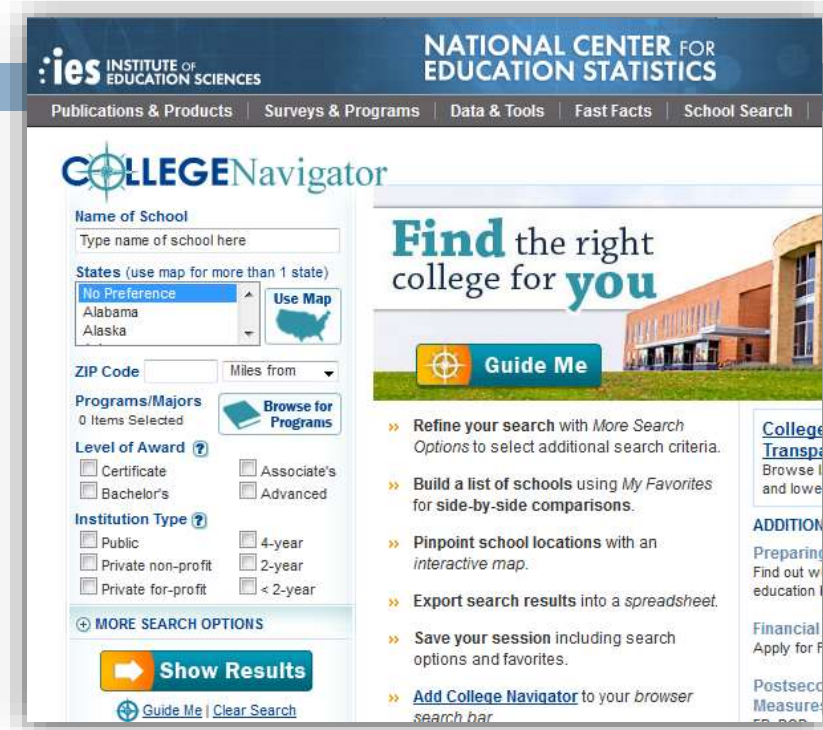 ies INSTITUTE OF
EDUCATION SCIENCES
NATIONAL CENTER FOR
EDUCATION STATISTICS
Publications & Products | Surveys & Programs | Data & Tools | Fast Facts | School Search |
COLLEGENavigator
Name of School
Type name of school here
States (use map for more than 1 state)
No Preference
Alabama
Alaska
Use Map
ZIP Code
Miles from
Programs/Majors
0 Items Selected
Browse for
Programs
Level of Award ?
Certificate
Associate's
Bachelor's
Advanced
Institution Type ?
Public
4-year
Private non-profit
2-year
Private for-profit
< 2-year
MORE SEARCH OPTIONS
Show Results
Guide Me | Clear Search
Find the right
college for you
Guide Me
» Refine your search with More Search
Options to select additional search criteria.
» Build a list of schools using My Favorites
for side-by-side comparisons.
» Pinpoint school locations with an
interactive map.
» Export search results into a spreadsheet.
» Save your session including search
options and favorites.
» Add College Navigator to your browser
search bar
College
Transpa
Browse l
and lowe
ADDITION
Preparing
Find out w
education
Financial
Apply for F
Postsec
Measures